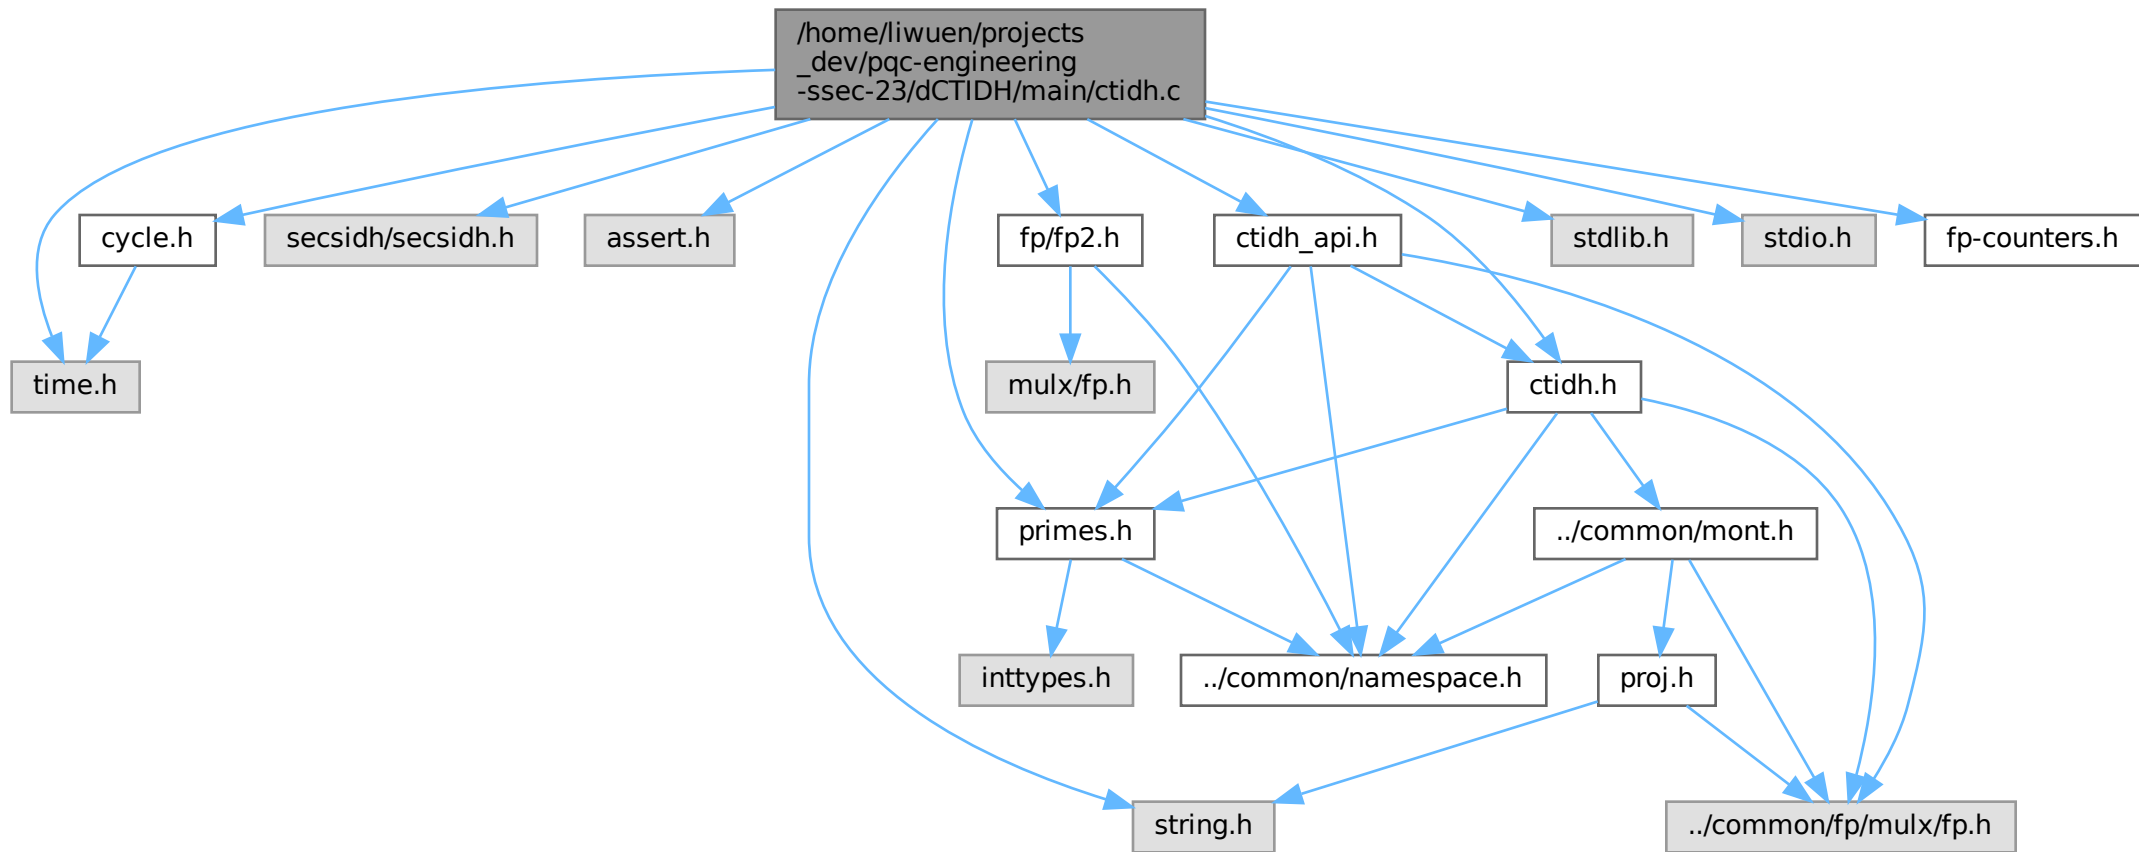 /home/liwuen/projects
_dev/pqc-engineering
-ssec-23/dCTIDH/main/ctidh.c
cycle.h
secsidh/secsidh.h
assert.h
fp/fp2.h
ctidh_api.h
stdlib.h
stdio.h
fp-counters.h
time.h
mulx/fp.h
ctidh.h
primes.h
../common/mont.h
inttypes.h
../common/namespace.h
proj.h
string.h
../common/fp/mulx/fp.h